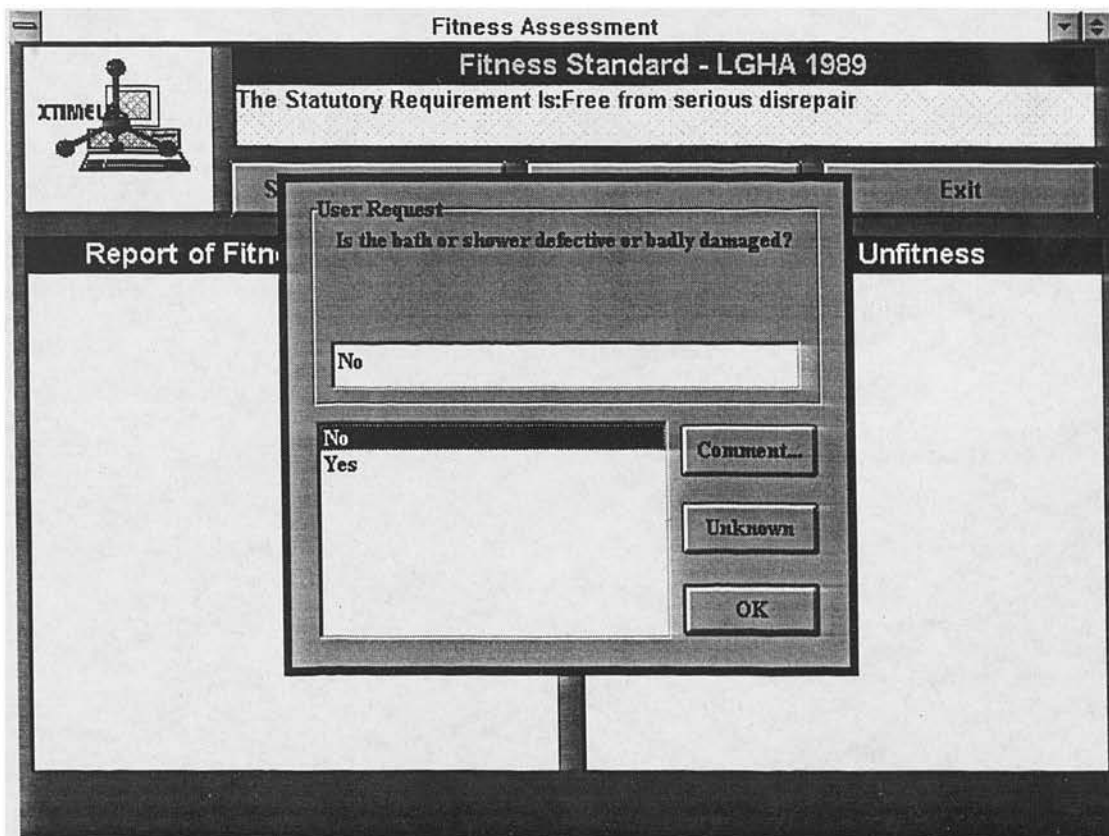 Fitness Assessment
Fitness Standard - LGHA 1989
XTIMEL
The Statutory Requirement Is:Free from serious disrepair
S
Exit
User Request
Is the bath or shower defective or badly damaged?
Report of Fitn
Unfitness
No
No
Yes
Comment...
Unknown
OK